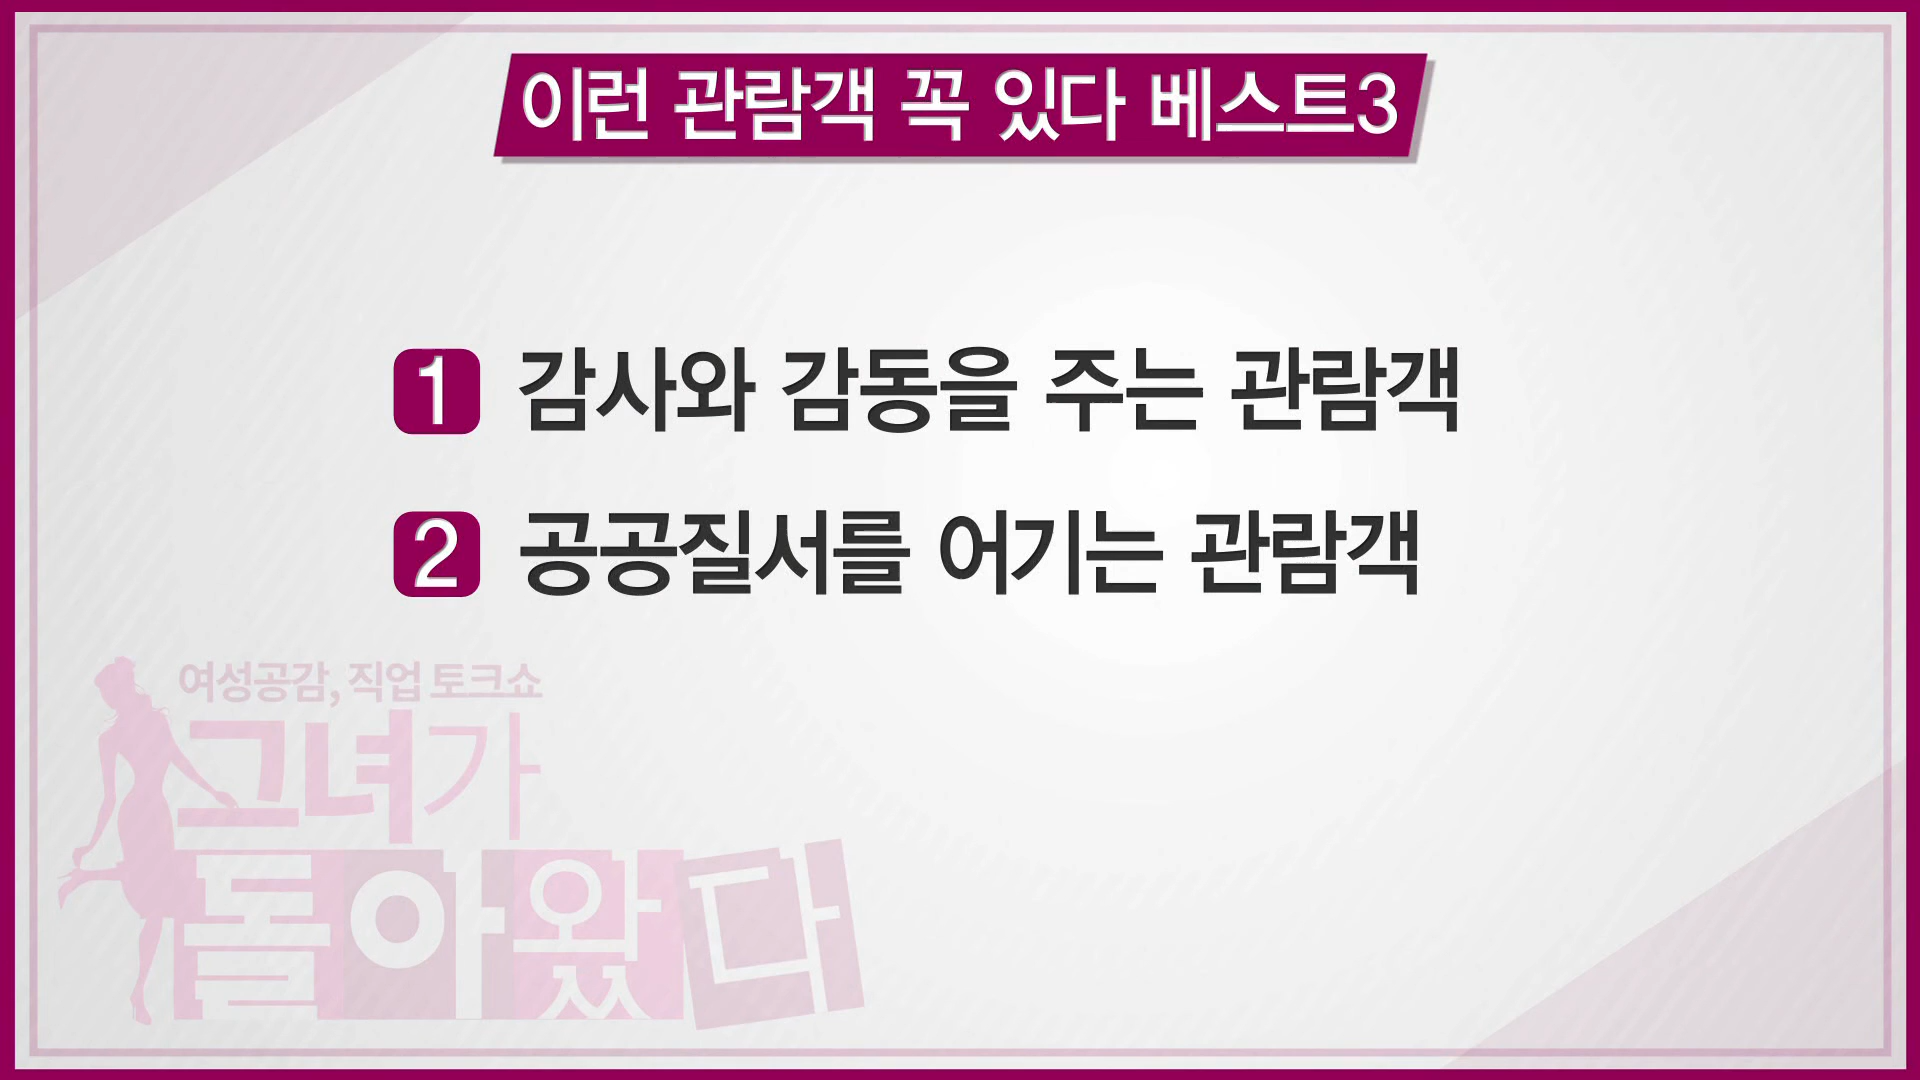 이런 관람객 꼭 있다 베스트3
1 감사와 감동을 주는 관람객
2 공공질서를 어기는 관람객
여성공감, 직업 토크쇼
그녀가
돌아왔다